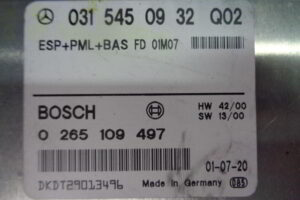 031 545 09 32 Q02
ESP+PML+BAS FD 01M07
BOSCH
HW 42/00
SW 13/00
0 265 109 497
01-07-20
DKDT29013496 Made in Germany DBS